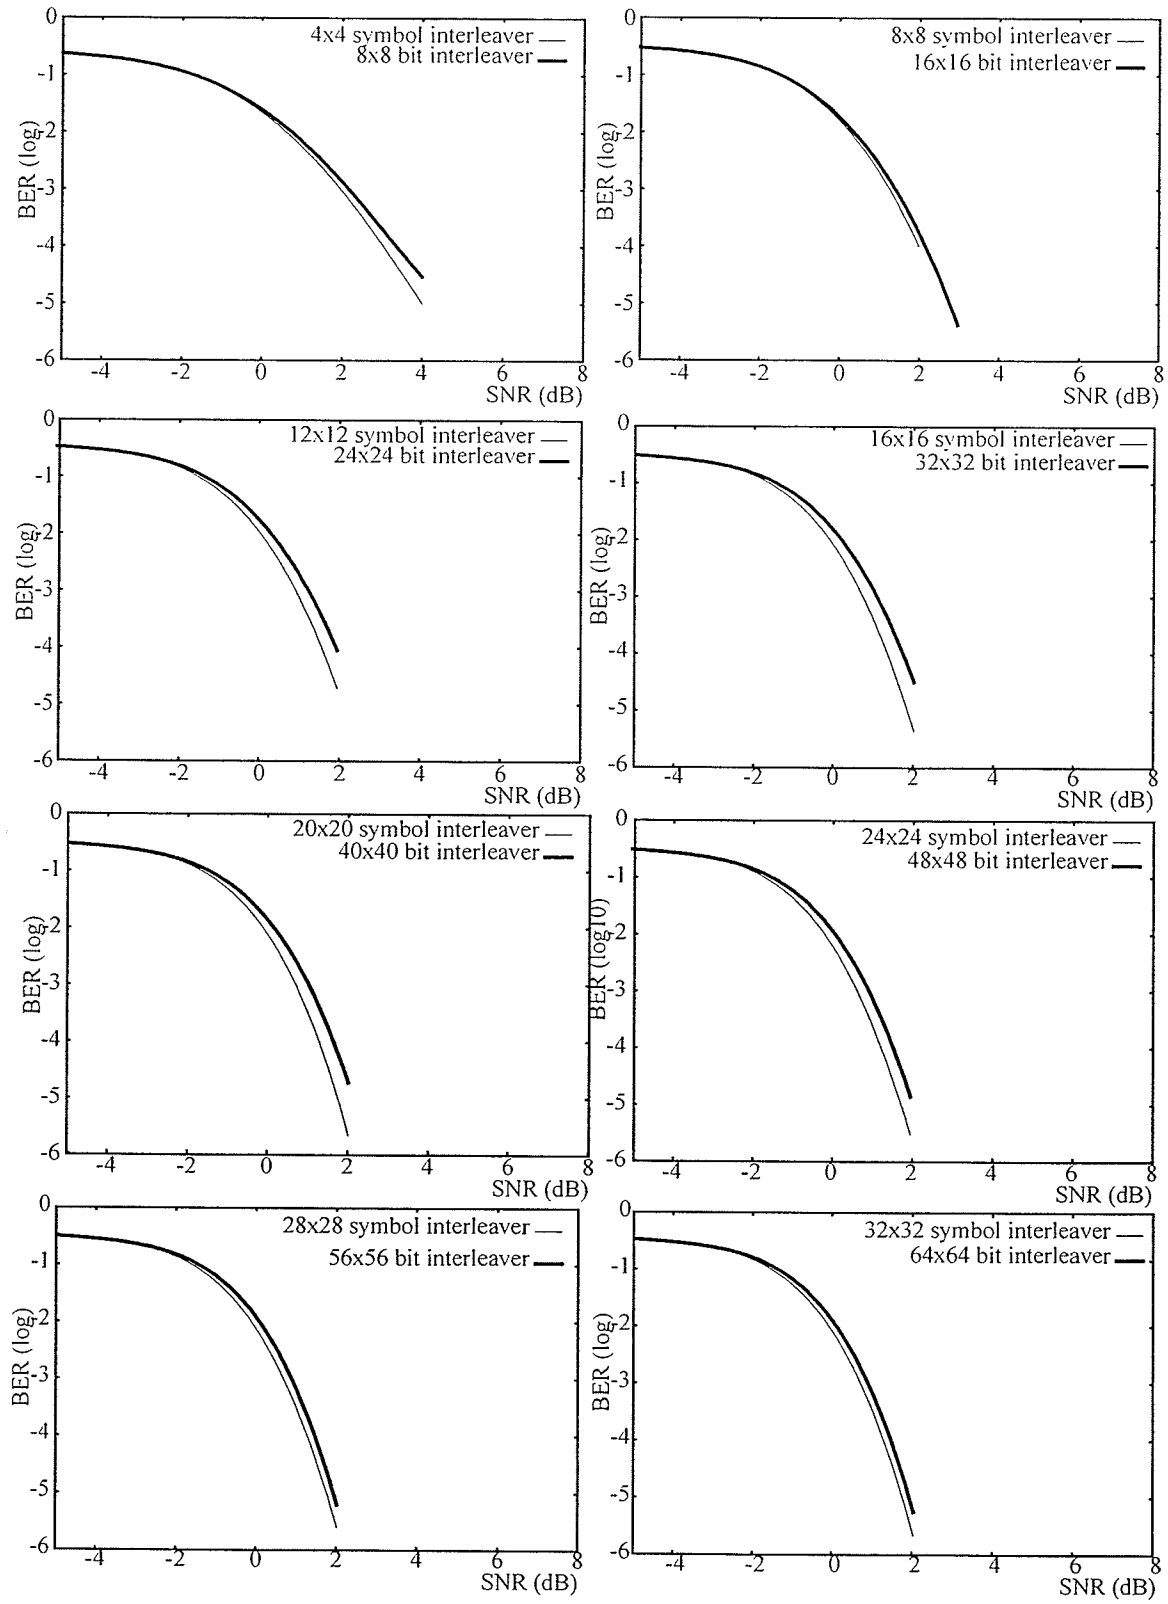 0
4x4 symbol interleaver
8x8 bit interleaver
-1
-2
-3
-4
-5
-6
BER (log)
-4 -2 0 2 4 6 8
SNR (dB)
0
8x8 symbol interleaver
16x16 bit interleaver
-1
-2
-3
-4
-5
-6
BER (log)
-4 -2 0 2 4 6 8
SNR (dB)
0
12x12 symbol interleaver
24x24 bit interleaver
-1
-2
-3
-4
-5
-6
BER (log)
-4 -2 0 2 4 6 8
SNR (dB)
0
16x16 symbol interleaver
32x32 bit interleaver
-1
-2
-3
-4
-5
-6
BER (log)
-4 -2 0 2 4 6 8
SNR (dB)
0
20x20 symbol interleaver
40x40 bit interleaver
-1
-2
-3
-4
-5
-6
BER (log)
-4 -2 0 2 4 6 8
SNR (dB)
0
24x24 symbol interleaver
48x48 bit interleaver
-1
-2
-3
-4
-5
-6
BER (log10)
-4 -2 0 2 4 6 8
SNR (dB)
0
28x28 symbol interleaver
56x56 bit interleaver
-1
-2
-3
-4
-5
-6
BER (log)
-4 -2 0 2 4 6 8
SNR (dB)
0
32x32 symbol interleaver
64x64 bit interleaver
-1
-2
-3
-4
-5
-6
BER (log)
-4 -2 0 2 4 6 8
SNR (dB)